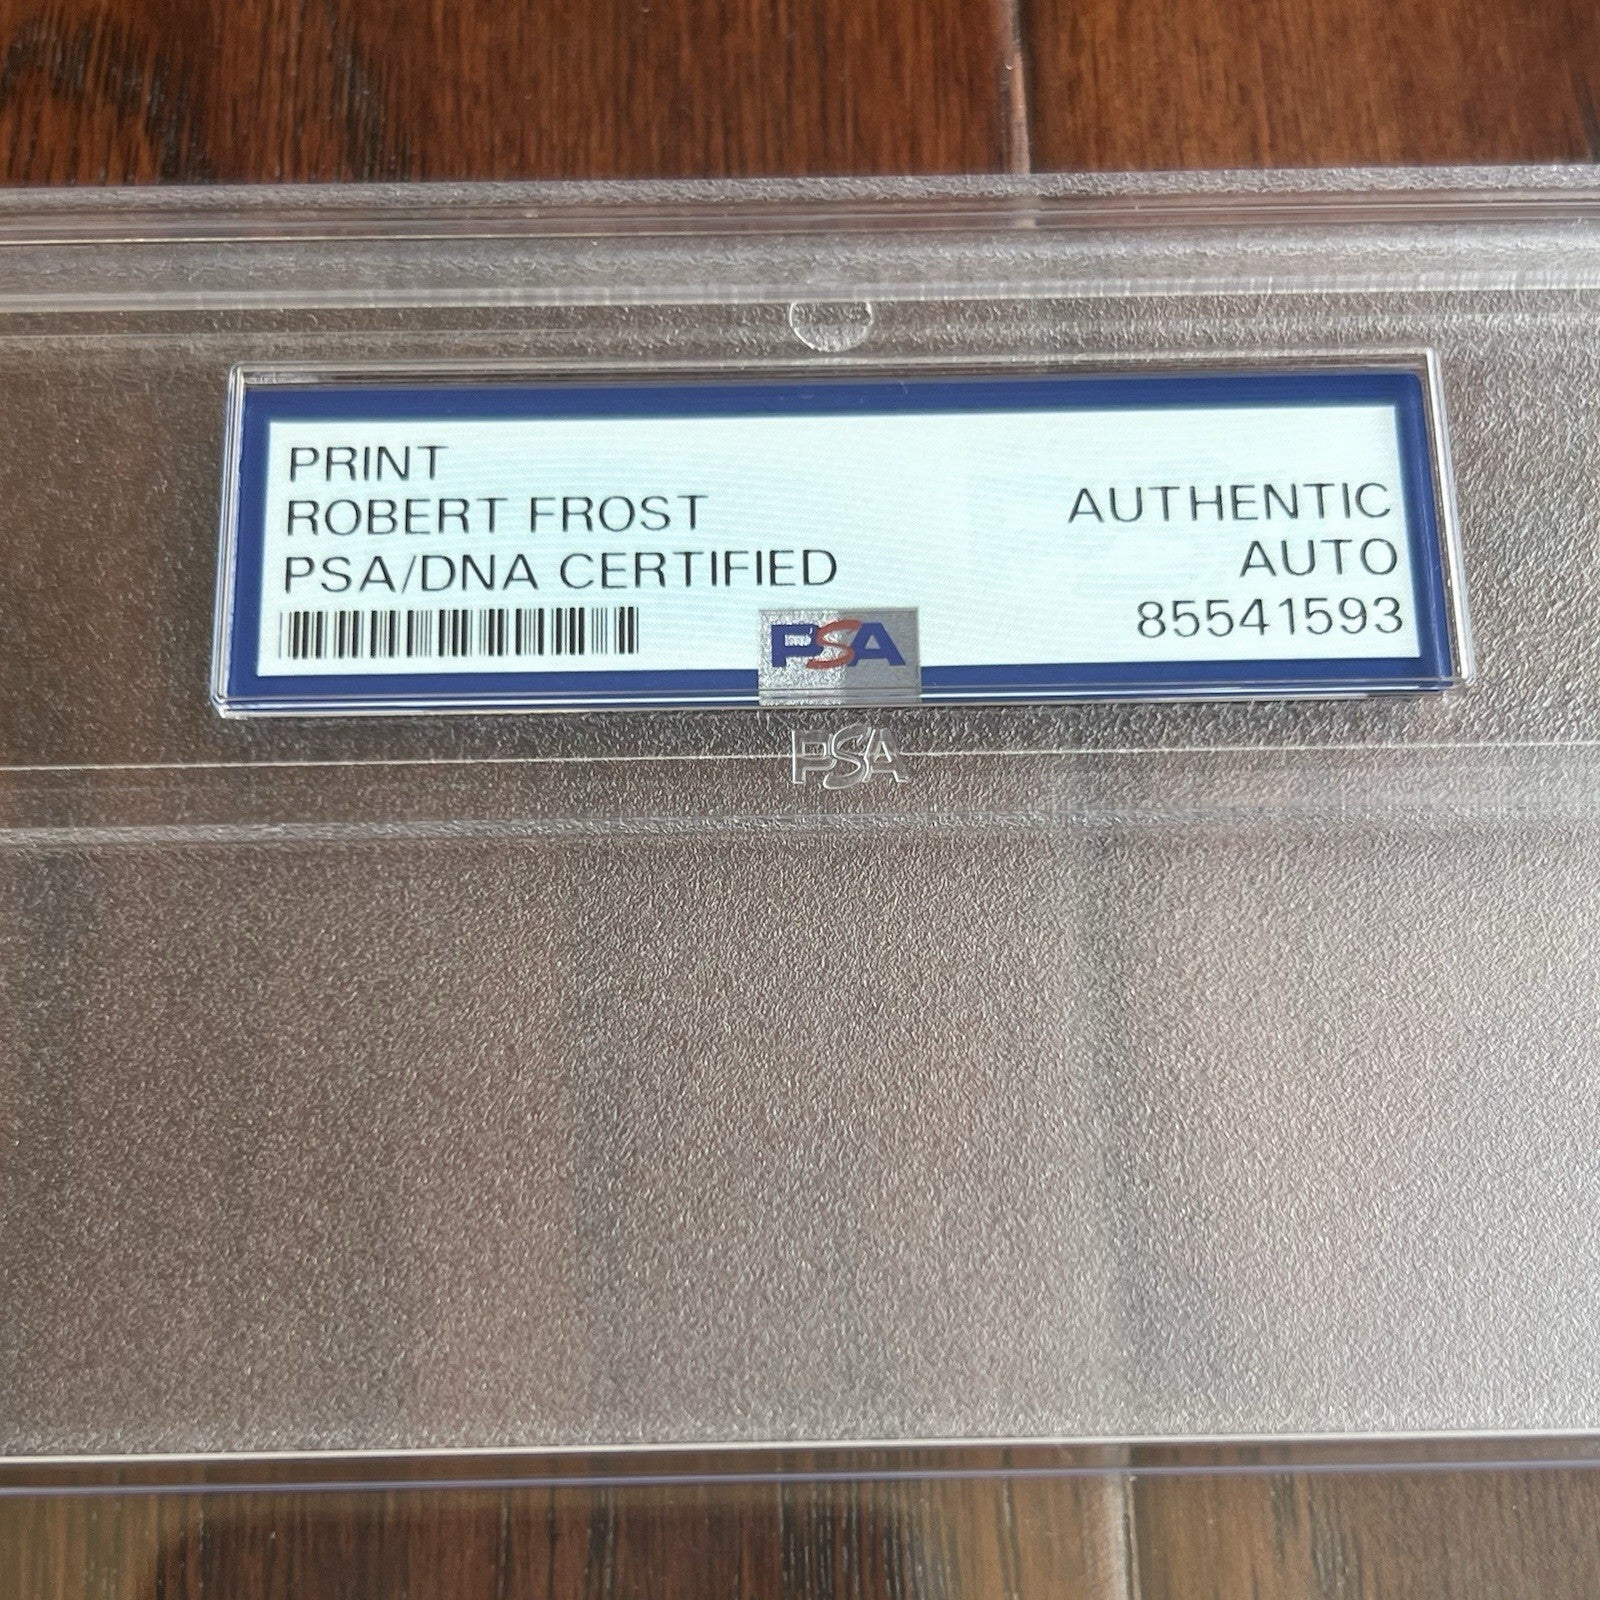 PRINT
ROBERT FROST
PSA/DNA CERTIFIED
AUTHENTIC
AUTO
85541593
PSA
PSA